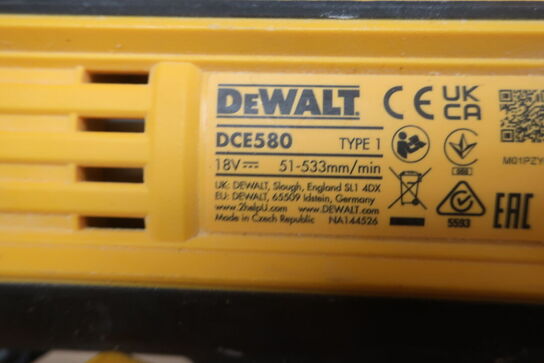 DEWALT
CE UK CA
DCE580 TYPE 1
18V⎓ 51-533mm/min
UK: DEWALT, Slough, England SL1 4DX
EU: DEWALT, 65509 Idstein, Germany
www.2helpU.com www.DEWALT.com
Made in Czech Republic NA144526
088
5593
EAC
M01PZY